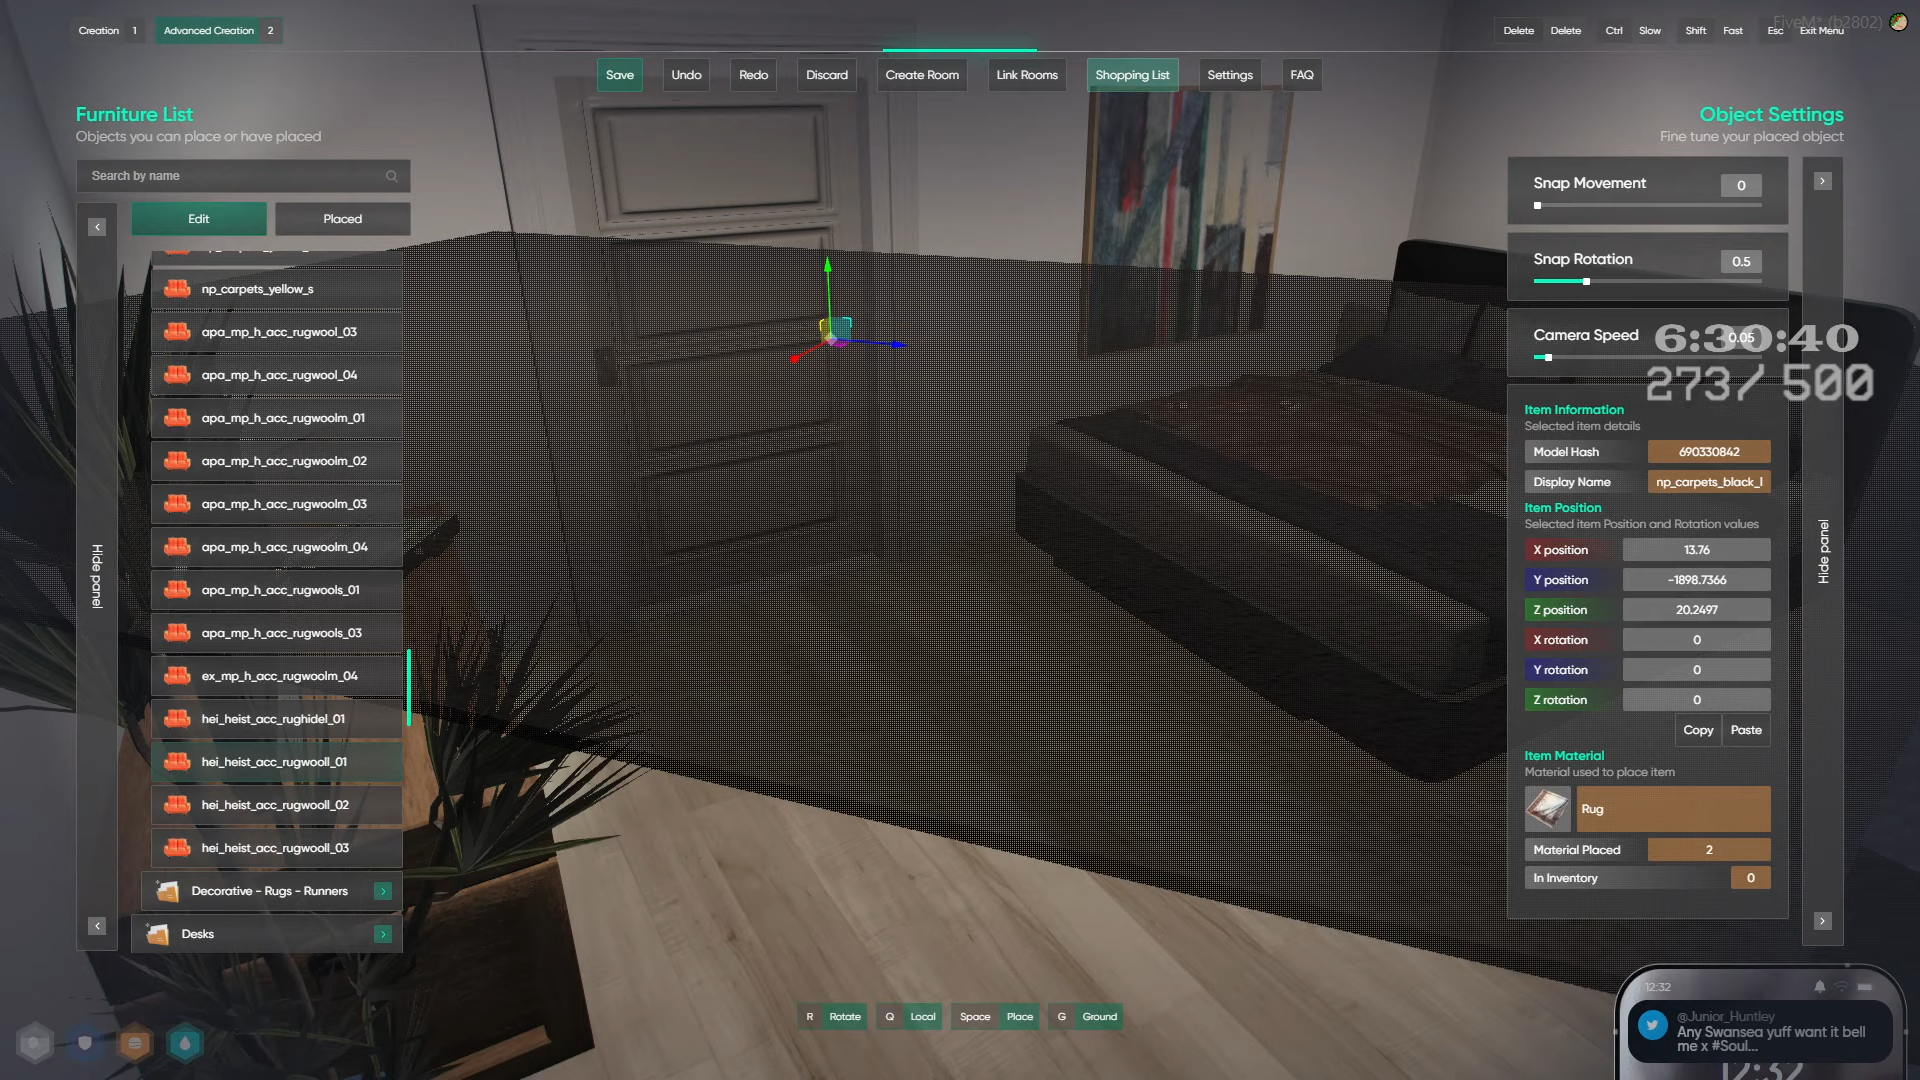 Creation 1
Advanced Creation 2
Delete Delete
Ctrl Slow
Shift Fast
Esc Exit Menu
FiveM* (b2802)
Save
Undo
Redo
Discard
Create Room
Link Rooms
Shopping List
Settings
FAQ
Furniture List
Objects you can place or have placed
Search by name
Edit
Placed
Hide panel
np_carpets_yellow_s
apa_mp_h_acc_rugwool_03
apa_mp_h_acc_rugwool_04
apa_mp_h_acc_rugwoolm_01
apa_mp_h_acc_rugwoolm_02
apa_mp_h_acc_rugwoolm_03
apa_mp_h_acc_rugwoolm_04
apa_mp_h_acc_rugwools_01
apa_mp_h_acc_rugwools_03
ex_mp_h_acc_rugwoolm_04
hei_heist_acc_rughidel_01
hei_heist_acc_rugwooll_01
hei_heist_acc_rugwooll_02
hei_heist_acc_rugwooll_03
Decorative - Rugs - Runners
Desks
Object Settings
Fine tune your placed object
Snap Movement 0
Snap Rotation 0.5
Camera Speed 0.05
6:30:40
273/ 500
Item Information
Selected item details
Model Hash 690330842
Display Name np_carpets_black_l
Item Position
Selected item Position and Rotation values
X position 13.76
Y position -1898.7366
Z position 20.2497
X rotation 0
Y rotation 0
Z rotation 0
Copy Paste
Item Material
Material used to place item
Rug
Material Placed 2
In Inventory 0
Hide panel
R Rotate
Q Local
Space Place
G Ground
12:32
@Junior_Huntley
Any Swansea yuff want it bell
me x #Soul...
12:32